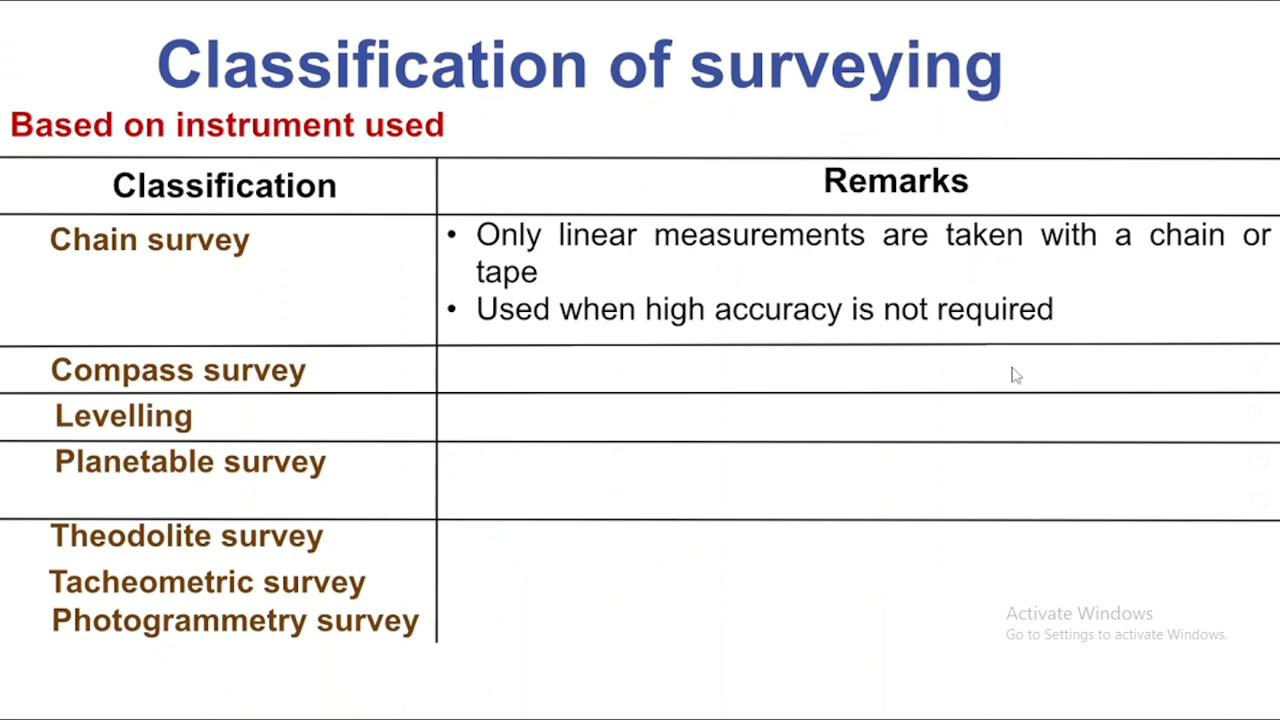 Classification of surveying
Based on instrument used
Classification
Remarks
Chain survey
• Only linear measurements are taken with a chain or
tape
• Used when high accuracy is not required
Compass survey
Levelling
Planetable survey
Theodolite survey
Tacheometric survey
Photogrammetry survey
Activate Windows
Go to Settings to activate Windows.